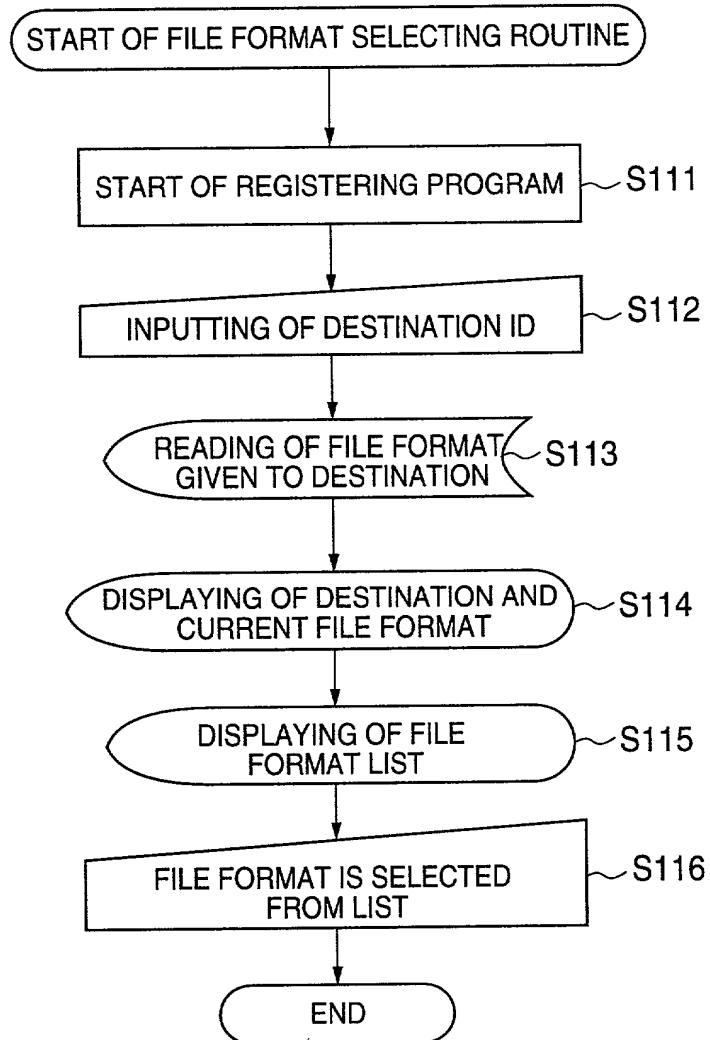 START OF FILE FORMAT SELECTING ROUTINE
START OF REGISTERING PROGRAM
S111
INPUTTING OF DESTINATION ID
S112
READING OF FILE FORMAT
GIVEN TO DESTINATION
S113
DISPLAYING OF DESTINATION AND
CURRENT FILE FORMAT
S114
DISPLAYING OF FILE
FORMAT LIST
S115
FILE FORMAT IS SELECTED
FROM LIST
S116
END